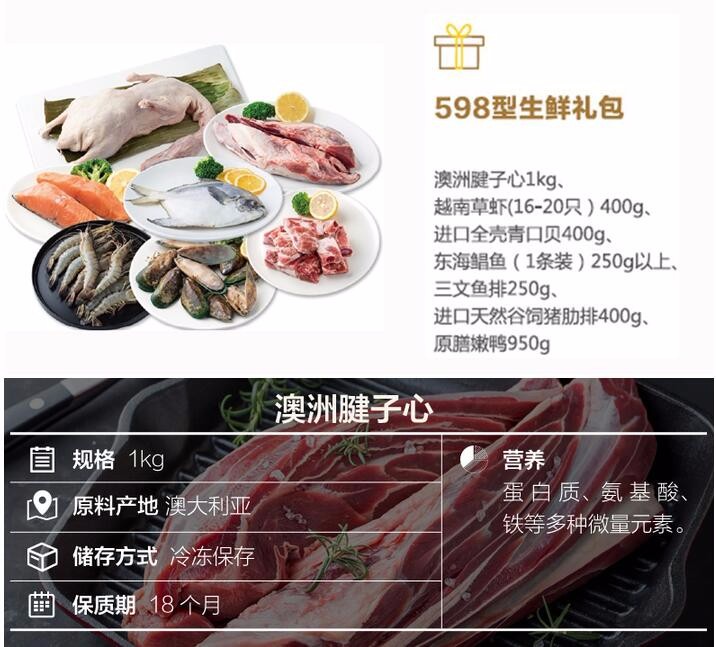 598型生鲜礼包
澳洲腱子心1kg、
越南草虾(16-20只）400g、
进口全壳青口贝400g、
东海鲳鱼（1条装）250g以上、
三文鱼排250g、
进口天然谷饲猪肋排400g、
原膳嫩鸭950g
澳洲腱子心
规格 1kg
原料产地 澳大利亚
储存方式 冷冻保存
保质期 18个月
营养
蛋白质、氨基酸、
铁等多种微量元素。